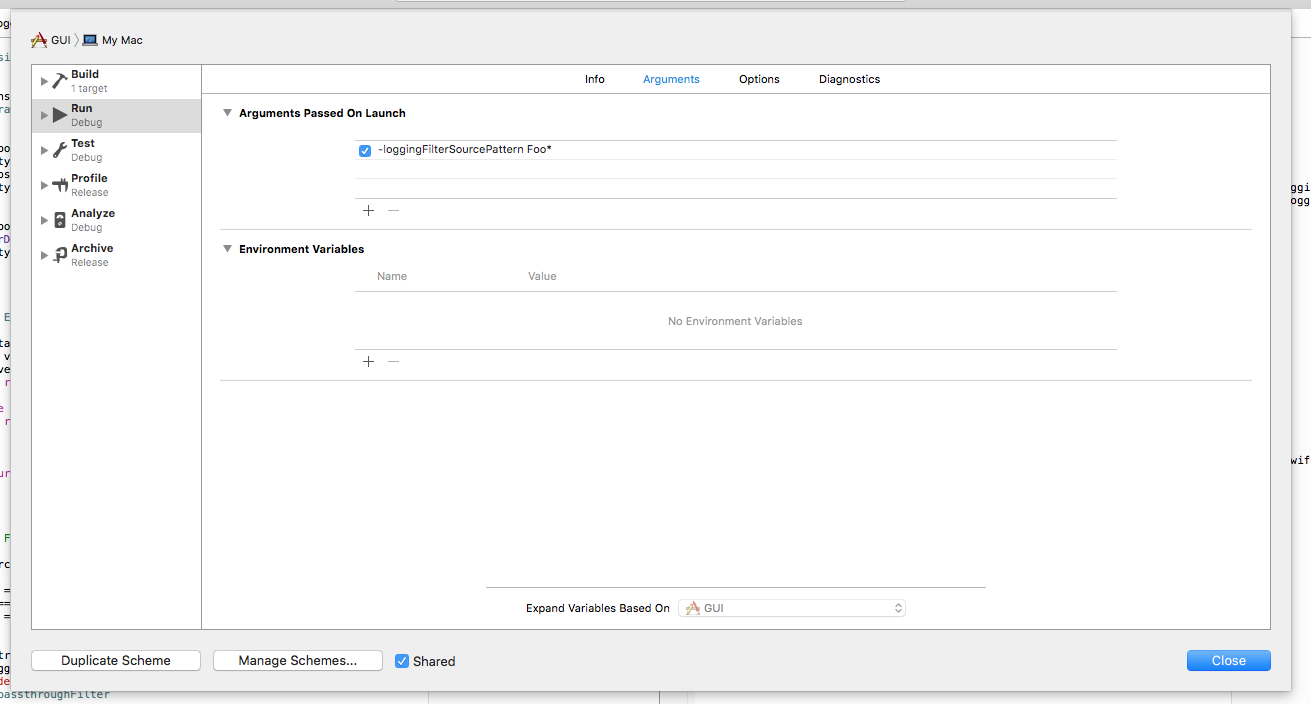 GUI My Mac
Build
1 target
Run
Debug
Test
Debug
Profile
Release
Analyze
Debug
Archive
Release
Info Arguments Options Diagnostics
Arguments Passed On Launch
-loggingFilterSourcePattern Foo*
Environment Variables
Name Value
No Environment Variables
Expand Variables Based On GUI
Duplicate Scheme Manage Schemes... Shared Close
passthroughFilter